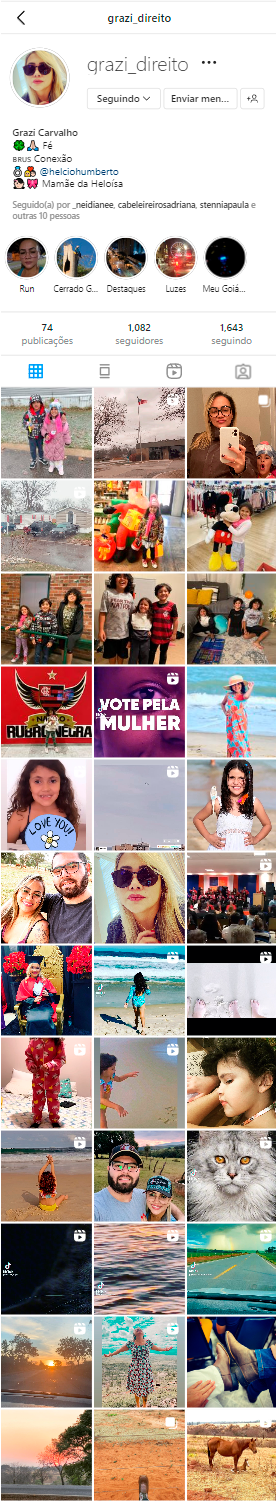 grazi_direito
grazi_direito
Seguindo
Enviar men...
Grazi Carvalho
🍀🙏🏻 Fé
BRUS Conexão
💍👩‍❤️‍👨 @helciohumberto
👧🏻💖 Mamãe da Heloísa
Seguido(a) por _neidianee, cabeleireirosadriana, stenniapaula e
outras 10 pessoas
Run
Cerrado G...
Destaques
Luzes
Meu Goiá...
74
publicações
1,082
seguidores
1,643
seguindo
NAÇÃO
RUBRO NEGRA
VOTE PELA
MULHER
LOVE YOU!